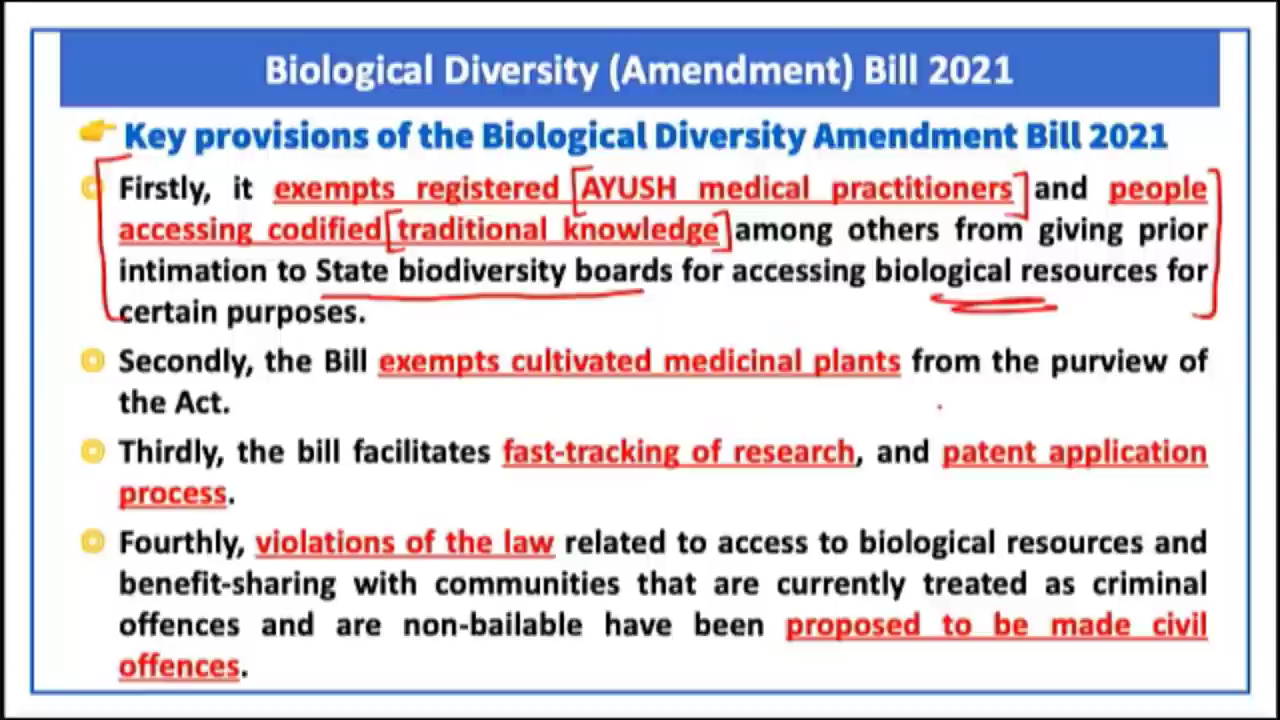 Biological Diversity (Amendment) Bill 2021
Key provisions of the Biological Diversity Amendment Bill 2021
Firstly, it exempts registered AYUSH medical practitioners and people
accessing codified traditional knowledge among others from giving prior
intimation to State biodiversity boards for accessing biological resources for
certain purposes.
Secondly, the Bill exempts cultivated medicinal plants from the purview of
the Act.
Thirdly, the bill facilitates fast-tracking of research, and patent application
process.
Fourthly, violations of the law related to access to biological resources and
benefit-sharing with communities that are currently treated as criminal
offences and are non-bailable have been proposed to be made civil
offences.